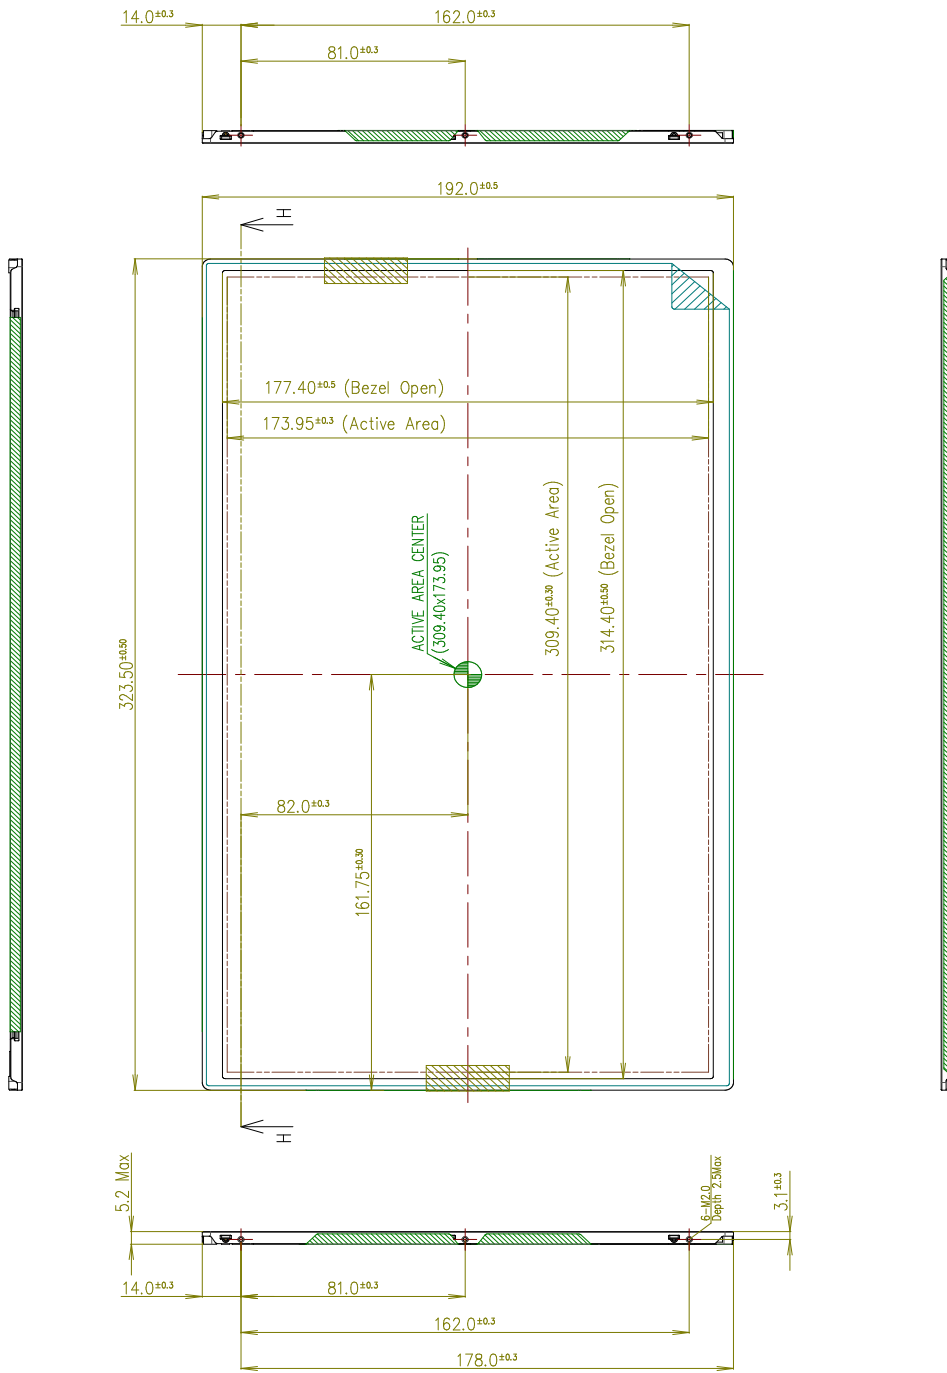 14.0±0.3
162.0±0.3
81.0±0.3
192.0±0.5
H
177.40±0.5 (Bezel Open)
173.95±0.3 (Active Area)
309.40±0.30 (Active Area)
314.40±0.50 (Bezel Open)
ACTIVE AREA CENTER
(309.40x173.95)
323.50±0.50
82.0±0.3
161.75±0.30
H
5.2 Max
6-M2.0
Depth 2.5Max
3.1±0.3
14.0±0.3
81.0±0.3
162.0±0.3
178.0±0.3